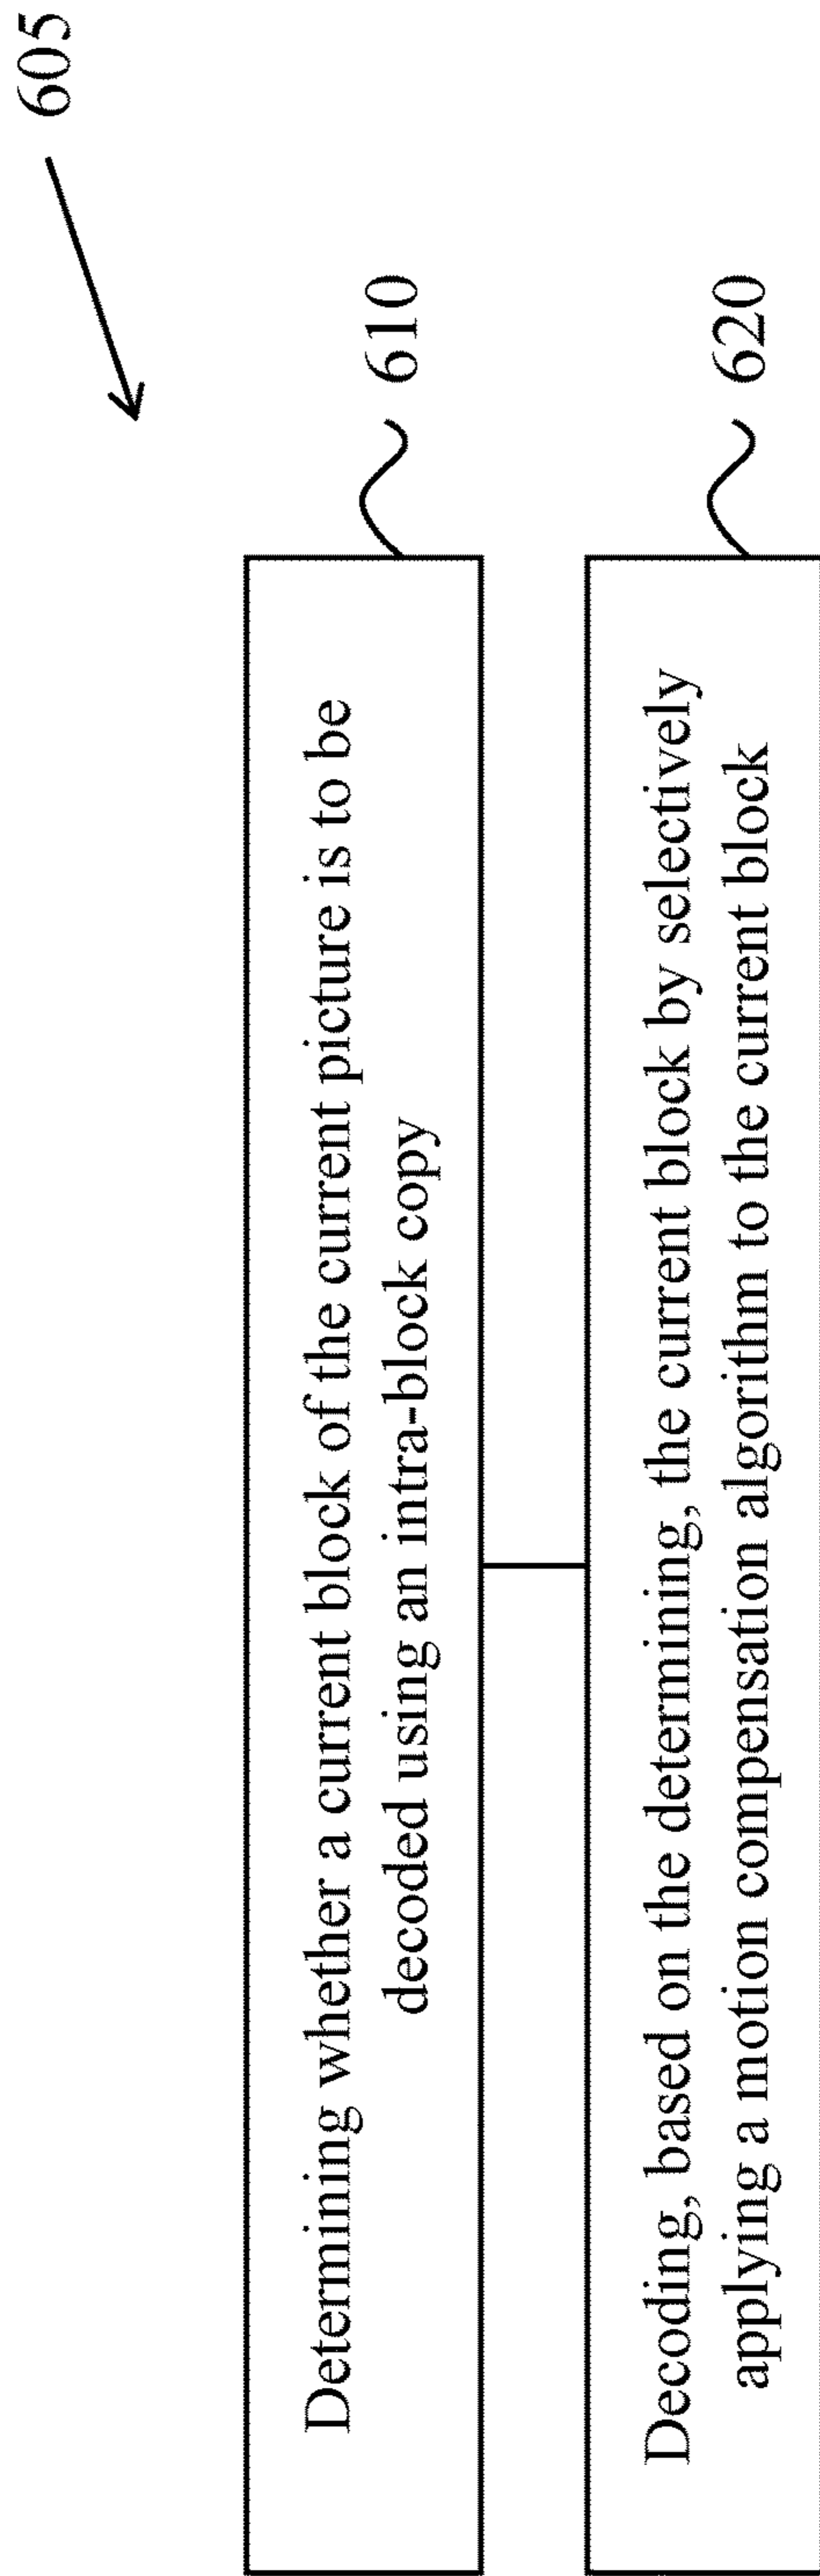 605
Determining whether a current block of the current picture is to be
decoded using an intra-block copy
610
Decoding, based on the determining, the current block by selectively
applying a motion compensation algorithm to the current block
620